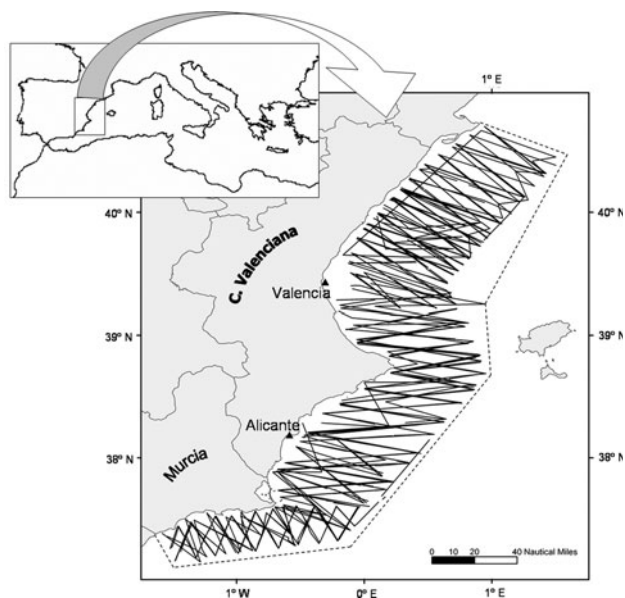 1º E
40º N
40º N
C. Valenciana
Valencia
39º N
39º N
Alicante
38º N
38º N
Murcia
0 10 20 40 Nautical Miles
1º W
0º E
1º E